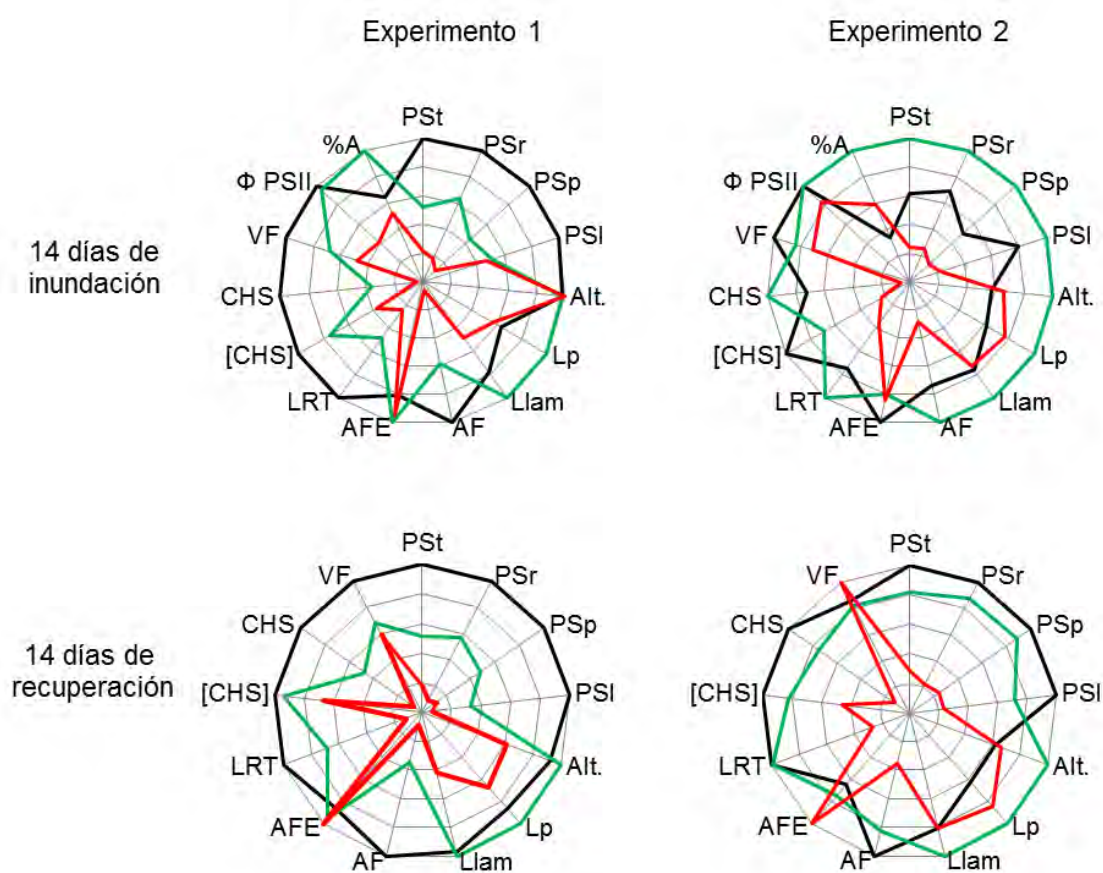 Experimento 1
Experimento 2
14 días de
inundación
PSt
PSr
PSp
PSl
Alt.
Lp
Llam
AF
AFE
LRT
[CHS]
CHS
VF
Φ PSII
%A
PSt
PSr
PSp
PSl
Alt.
Lp
Llam
AF
AFE
LRT
[CHS]
CHS
VF
Φ PSII
%A
14 días de
recuperación
PSt
PSr
PSp
PSl
Alt.
Lp
Llam
AF
AFE
LRT
[CHS]
CHS
VF
PSt
PSr
PSp
PSl
Alt.
Lp
Llam
AF
AFE
LRT
[CHS]
CHS
VF